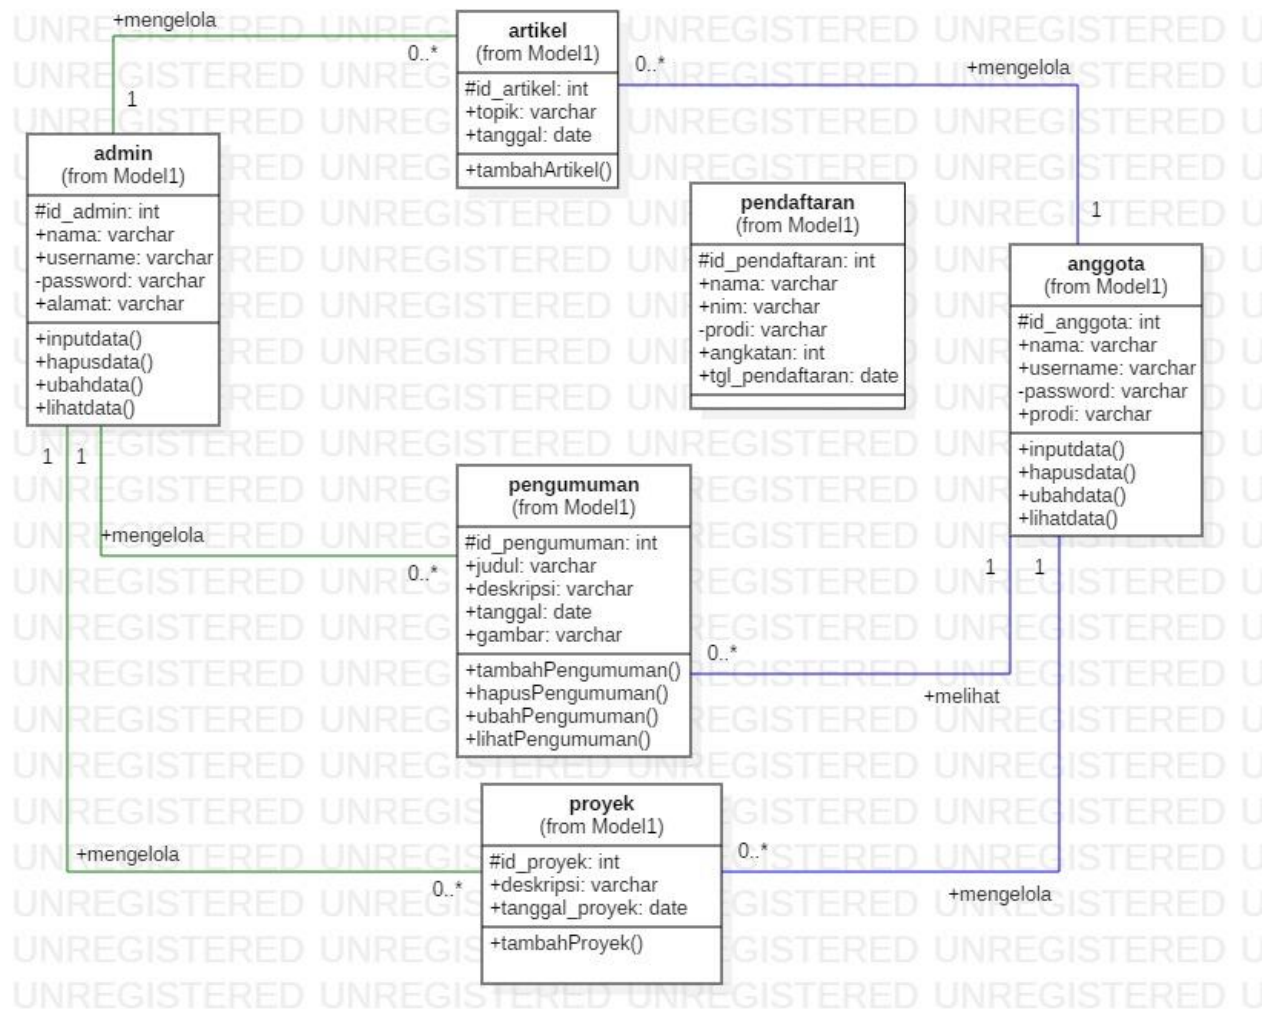 +mengelola
0..*
1
artikel
(from Model1)
#id_artikel: int
+topik: varchar
+tanggal: date
+tambahArtikel()
0..*
+mengelola
1
admin
(from Model1)
#id_admin: int
+nama: varchar
+username: varchar
-password: varchar
+alamat: varchar
+inputdata()
+hapusdata()
+ubahdata()
+lihatdata()
pendaftaran
(from Model1)
#id_pendaftaran: int
+nama: varchar
+nim: varchar
-prodi: varchar
+angkatan: int
+tgl_pendaftaran: date
anggota
(from Model1)
#id_anggota: int
+nama: varchar
+username: varchar
-password: varchar
+prodi: varchar
+inputdata()
+hapusdata()
+ubahdata()
+lihatdata()
1 1
+mengelola
0..*
pengumuman
(from Model1)
#id_pengumuman: int
+judul: varchar
+deskripsi: varchar
+tanggal: date
+gambar: varchar
+tambahPengumuman()
+hapusPengumuman()
+ubahPengumuman()
+lihatPengumuman()
1 1
0..*
+melihat
+mengelola
0..*
proyek
(from Model1)
#id_proyek: int
+deskripsi: varchar
+tanggal_proyek: date
+tambahProyek()
0..*
+mengelola
UNREGISTERED UNREGISTERED UNREGISTERED UNREGISTERED U